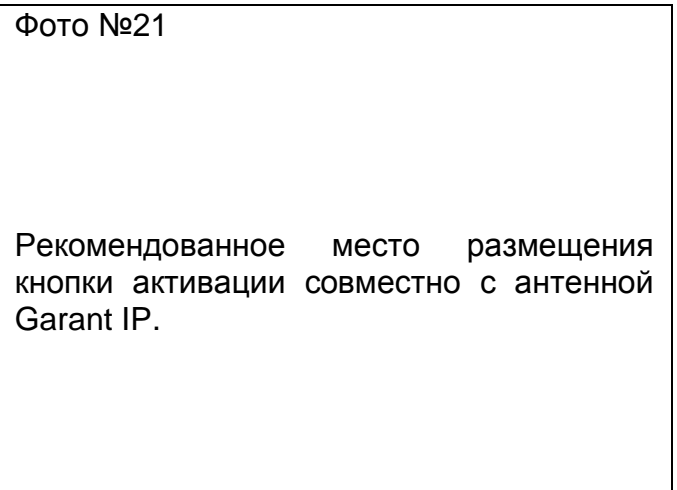 Фото №21
Рекомендованное место размещения
кнопки активации совместно с антенной
Garant IP.